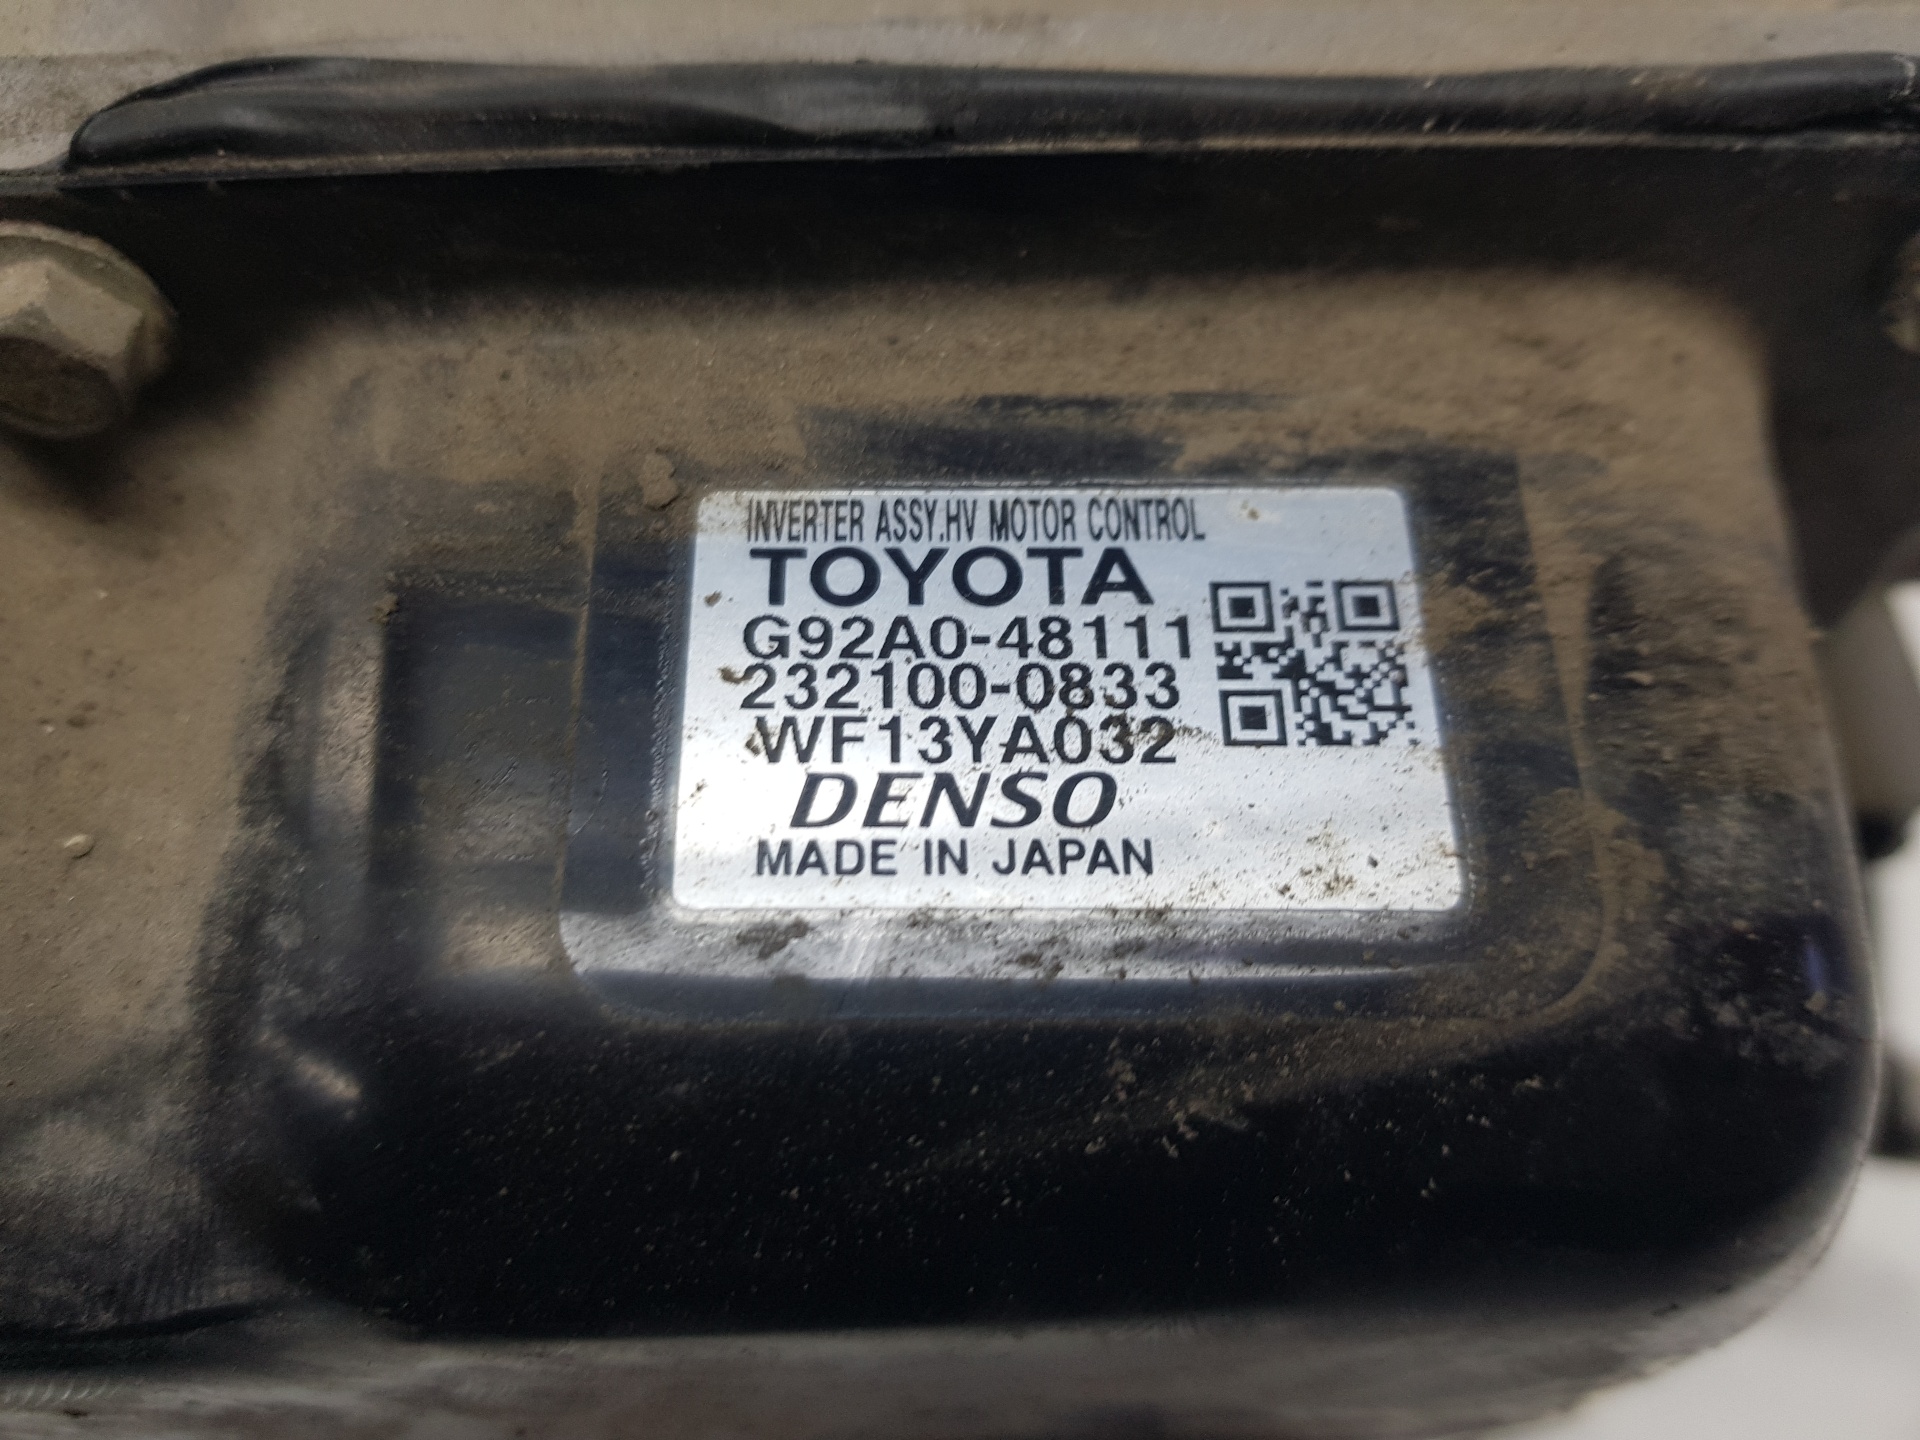 INVERTER ASSY.HV MOTOR CONTROL
TOYOTA
G92A0-48111
232100-0833
WF13YA032
DENSO
MADE IN JAPAN